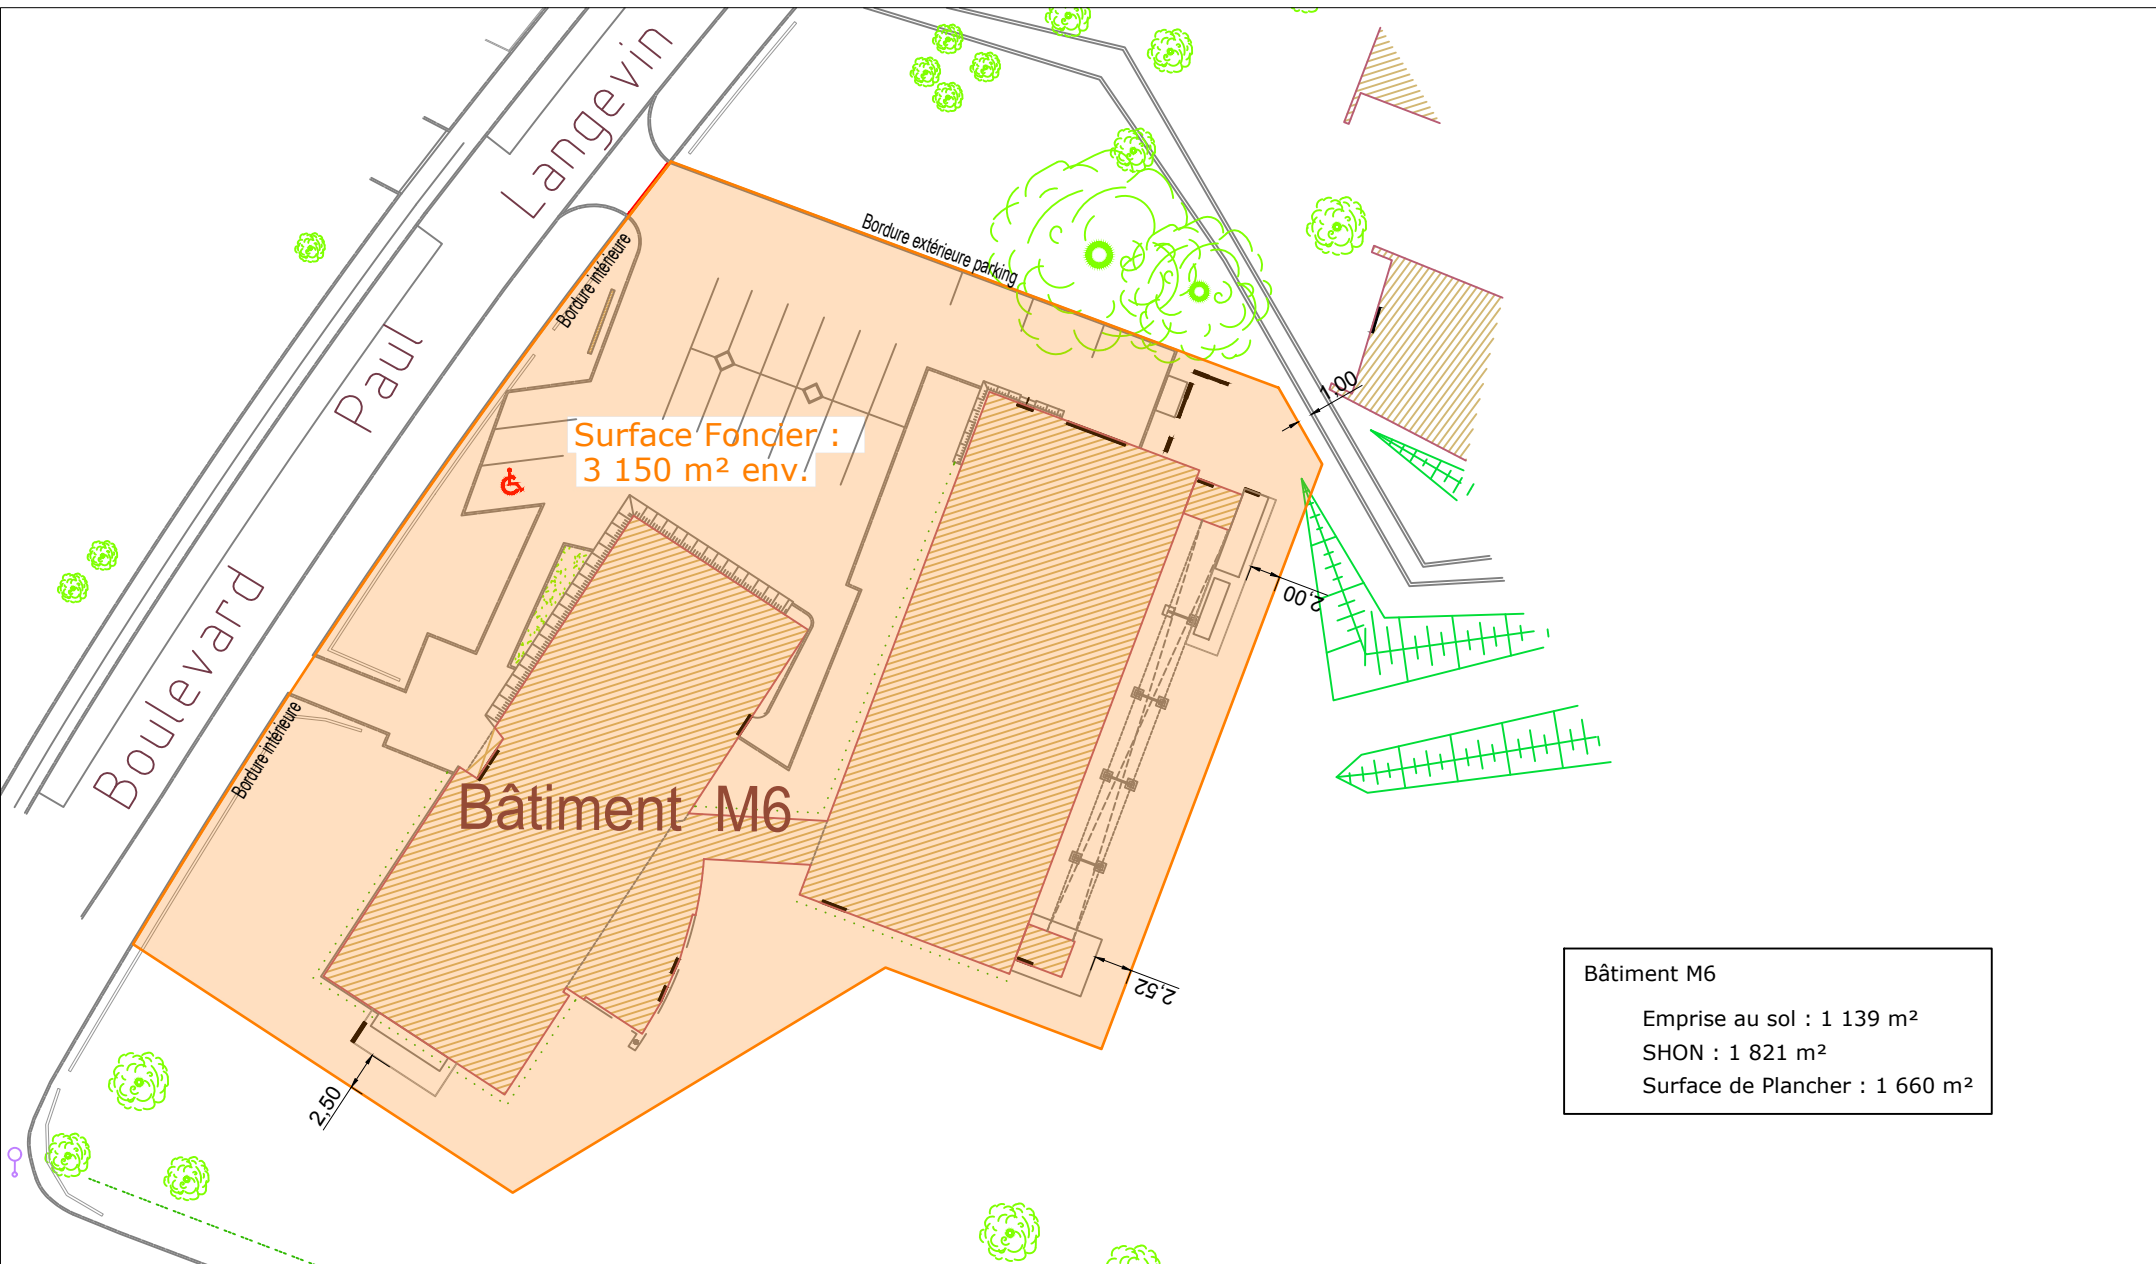 Boulevard Paul Langevin
Bordure extérieure parking
Bordure intérieure
1,00
Surface Foncier :
3 150 m² env.
2,00
Bordure intérieure
Bâtiment M6
2,52
2,50
Bâtiment M6
Emprise au sol : 1 139 m²
SHON : 1 821 m²
Surface de Plancher : 1 660 m²